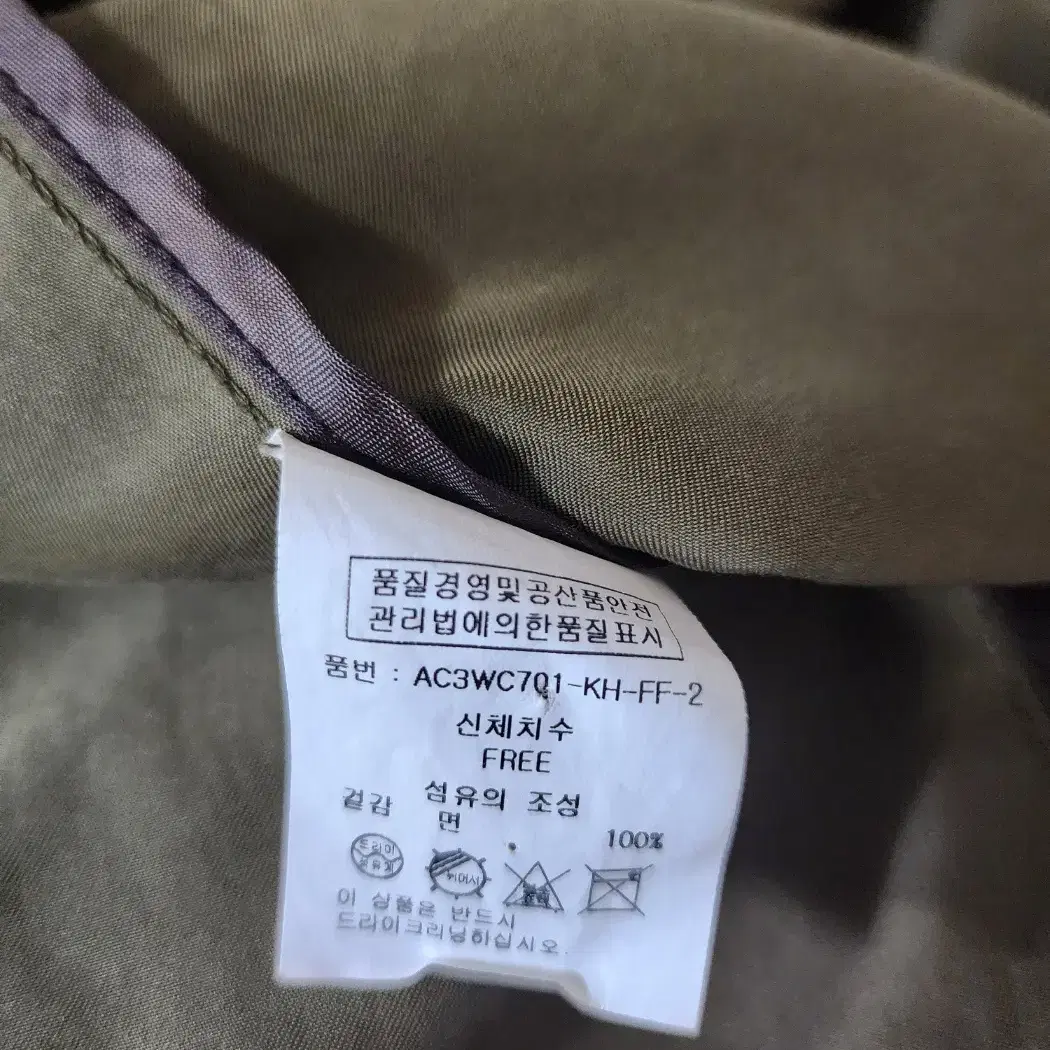 품질경영및공산품안전
관리법에의한품질표시
품번 : AC3WC701-KH-FF-2
신체치수
FREE
섬유의 조성
겉감 면 100%
드라이
이 상품은 반드시
드라이크리닝하십시오.